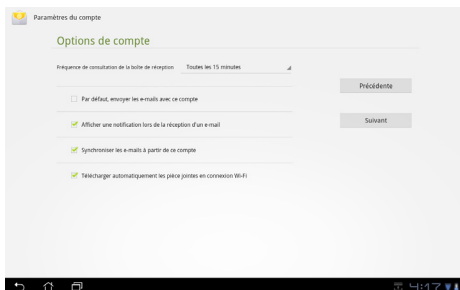 Paramètres du compte
Options de compte
Fréquence de consultation de la boîte de réception Toutes les 15 minutes
Précédente
Par défaut, envoyer les e-mails avec ce compte
Afficher une notification lors de la réception d'un e-mail
Suivant
Synchroniser les e-mails à partir de ce compte
Télécharger automatiquement les pièce jointes en connexion Wi-Fi
4:17